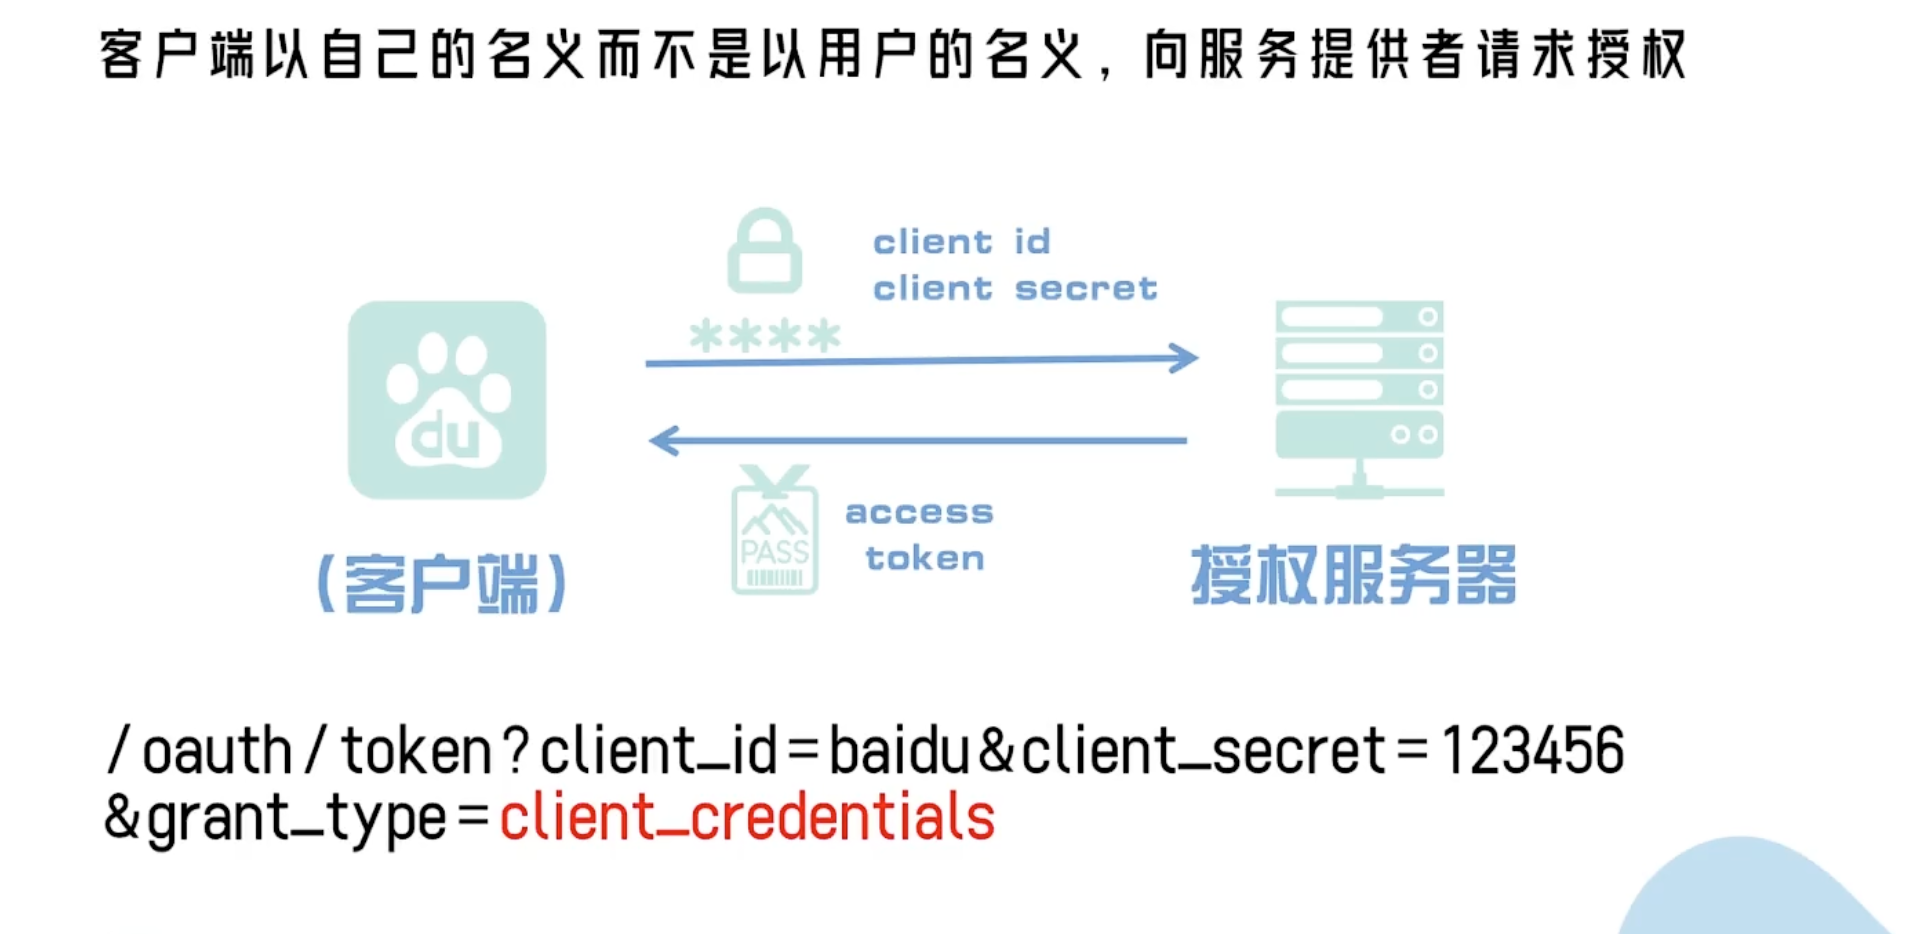 客户端以自己的名义而不是以用户的名义，向服务提供者请求授权
client id
client secret
****
du
access
token
PASS
(客户端)
授权服务器
/oauth/token?client_id=baidu&client_secret=123456
&grant_type=client_credentials